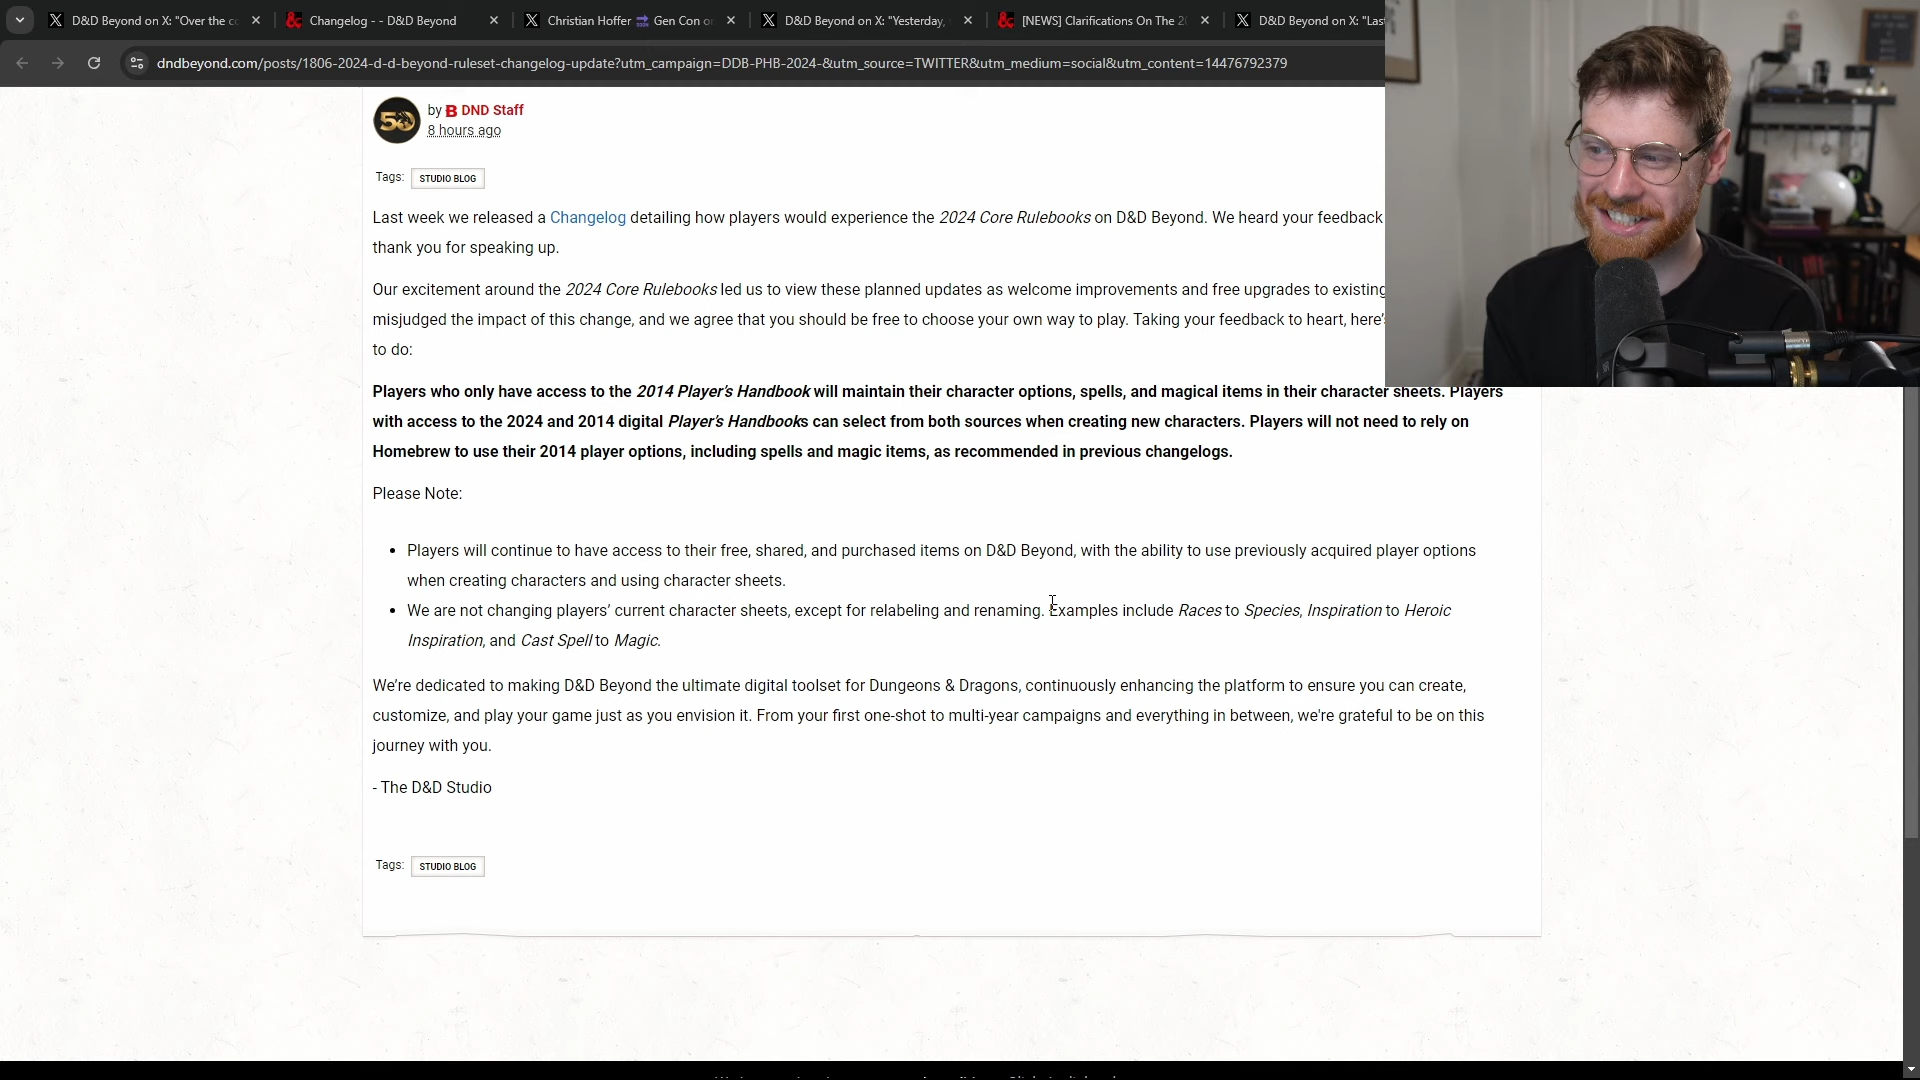 D&D Beyond on X: "Over the co
Changelog - - D&D Beyond
Christian Hoffer Gen Con o
D&D Beyond on X: "Yesterday,
[NEWS] Clarifications On The 2
D&D Beyond on X: "Las
dndbeyond.com/posts/1806-2024-d-d-beyond-ruleset-changelog-update?utm_campaign=DDB-PHB-2024-&utm_source=TWITTER&utm_medium=social&utm_content=14476792379
50
by B DND Staff
8 hours ago
Tags: STUDIO BLOG
Last week we released a Changelog detailing how players would experience the 2024 Core Rulebooks on D&D Beyond. We heard your feedback
thank you for speaking up.
Our excitement around the 2024 Core Rulebooks led us to view these planned updates as welcome improvements and free upgrades to existing
misjudged the impact of this change, and we agree that you should be free to choose your own way to play. Taking your feedback to heart, here's
to do:
Players who only have access to the 2014 Player's Handbook will maintain their character options, spells, and magical items in their character sheets. Players
with access to the 2024 and 2014 digital Player's Handbooks can select from both sources when creating new characters. Players will not need to rely on
Homebrew to use their 2014 player options, including spells and magic items, as recommended in previous changelogs.
Please Note:
• Players will continue to have access to their free, shared, and purchased items on D&D Beyond, with the ability to use previously acquired player options
when creating characters and using character sheets.
• We are not changing players' current character sheets, except for relabeling and renaming. Examples include Races to Species, Inspiration to Heroic
Inspiration, and Cast Spell to Magic.
We're dedicated to making D&D Beyond the ultimate digital toolset for Dungeons & Dragons, continuously enhancing the platform to ensure you can create,
customize, and play your game just as you envision it. From your first one-shot to multi-year campaigns and everything in between, we're grateful to be on this
journey with you.
- The D&D Studio
Tags: STUDIO BLOG